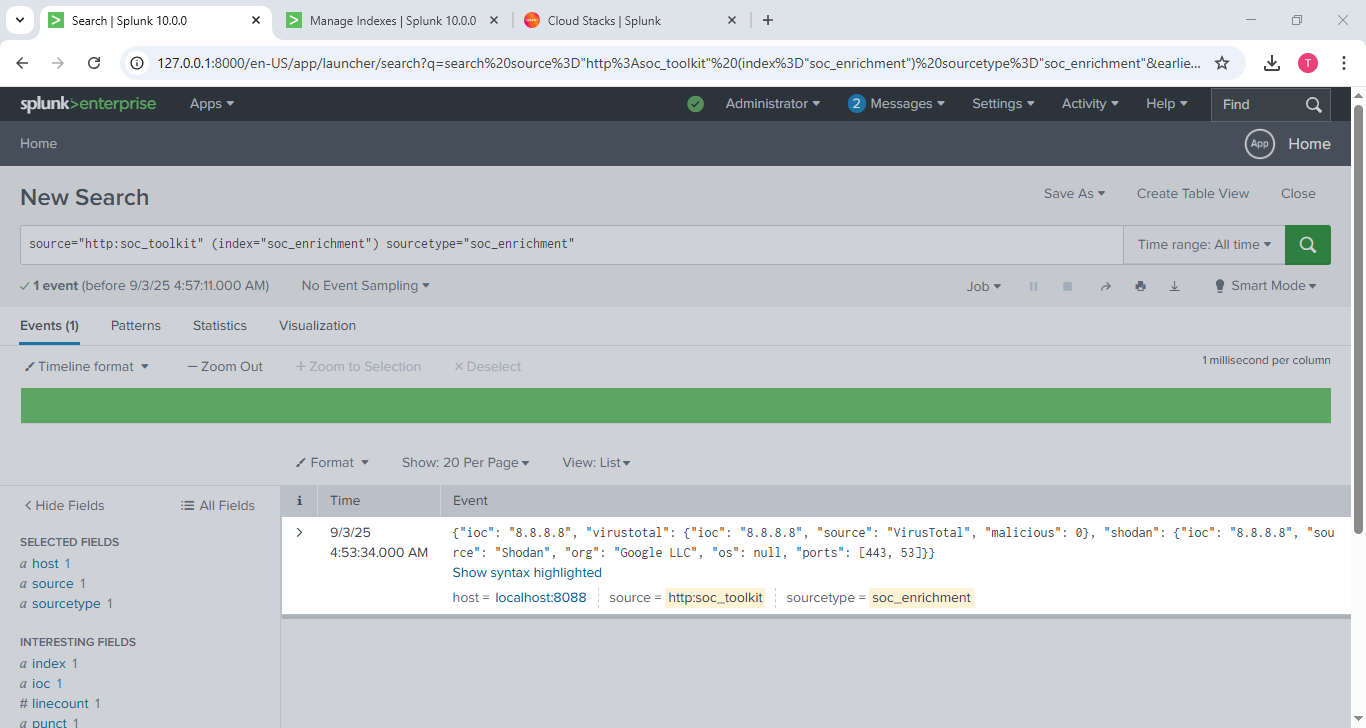 Search | Splunk 10.0.0
Manage Indexes | Splunk 10.0.0
Cloud Stacks | Splunk
127.0.0.1:8000/en-US/app/launcher/search?q=search%20source%3D"http%3Asoc_toolkit"%20(index%3D"soc_enrichment")%20sourcetype%3D"soc_enrichment"&earlie...
T
splunk>enterprise Apps Administrator 2 Messages Settings Activity Help Find
Home App Home
New Search Save As Create Table View Close
source="http:soc_toolkit" (index="soc_enrichment") sourcetype="soc_enrichment" Time range: All time
1 event (before 9/3/25 4:57:11.000 AM) No Event Sampling Job Smart Mode
Events (1) Patterns Statistics Visualization
Timeline format — Zoom Out + Zoom to Selection × Deselect 1 millisecond per column
Format Show: 20 Per Page View: List
< Hide Fields All Fields i Time Event
SELECTED FIELDS
a host 1
a source 1
a sourcetype 1
INTERESTING FIELDS
a index 1
a ioc 1
# linecount 1
a punct 1
> 9/3/25
4:53:34.000 AM
{"ioc": "8.8.8.8", "virustotal": {"ioc": "8.8.8.8", "source": "VirusTotal", "malicious": 0}, "shodan": {"ioc": "8.8.8.8", "sou
rce": "Shodan", "org": "Google LLC", "os": null, "ports": [443, 53]}}
Show syntax highlighted
host = localhost:8088 source = http:soc_toolkit sourcetype = soc_enrichment